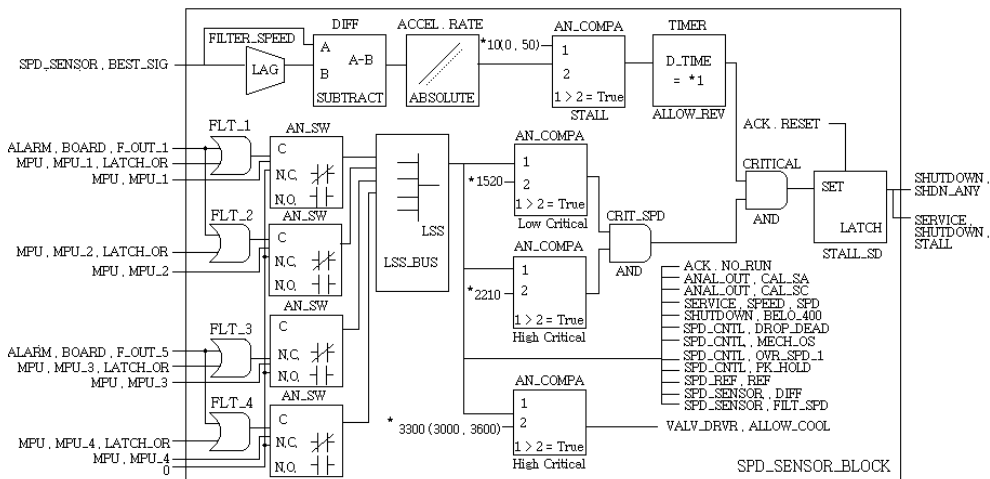 DIFF
ACCEL. RATE
AN_COMPA
TIMER
FILTER_SPEED
SPD_SENSOR, BEST_SIG
LAG
A
B
A-B
SUBTRACT
ABSOLUTE
*10(0, 50)
1
2
1 > 2 = True
STALL
D_TIME
= *1
ALLOW_REV
FLT_1
AN_SW
ALARM, BOARD, F_OUT_1
MPU, MPU_1, LATCH_OR
MPU, MPU_1
C
N,C,
N,O,
FLT_2
AN_SW
MPU, MPU_2, LATCH_OR
MPU, MPU_2
C
N,C,
N,O,
FLT_3
AN_SW
ALARM, BOARD, F_OUT_5
MPU, MPU_3, LATCH_OR
MPU, MPU_3
C
N,C,
N,O,
FLT_4
AN_SW
MPU, MPU_4, LATCH_OR
MPU, MPU_4
0
C
N,C,
N,O,
LSS
LSS_BUS
AN_COMPA
1
2
*1520
1 > 2 = True
Low Critical
AN_COMPA
1
2
*2210
1 > 2 = True
High Critical
CRIT_SPD
AND
ACK. RESET
CRITICAL
AND
SET
LATCH
STALL_SD
SHUTDOWN,
SHDN_ANY
SERVICE,
SHUTDOWN,
STALL
ACK. NO_RUN
ANAL_OUT, CAL_SA
ANAL_OUT, CAL_SC
SERVICE, SPEED, SPD
SHUTDOWN, BELO_400
SPD_CNTL, DROP_DEAD
SPD_CNTL, MECH_OS
SPD_CNTL, OVR_SPD_1
SPD_CNTL, PK_HOLD
SPD_REF, REF
SPD_SENSOR, DIFF
SPD_SENSOR, FILT_SPD
AN_COMPA
1
2
* 3300 (3000, 3600)
1 > 2 = True
High Critical
VALV_DRVR, ALLOW_COOL
SPD_SENSOR_BLOCK